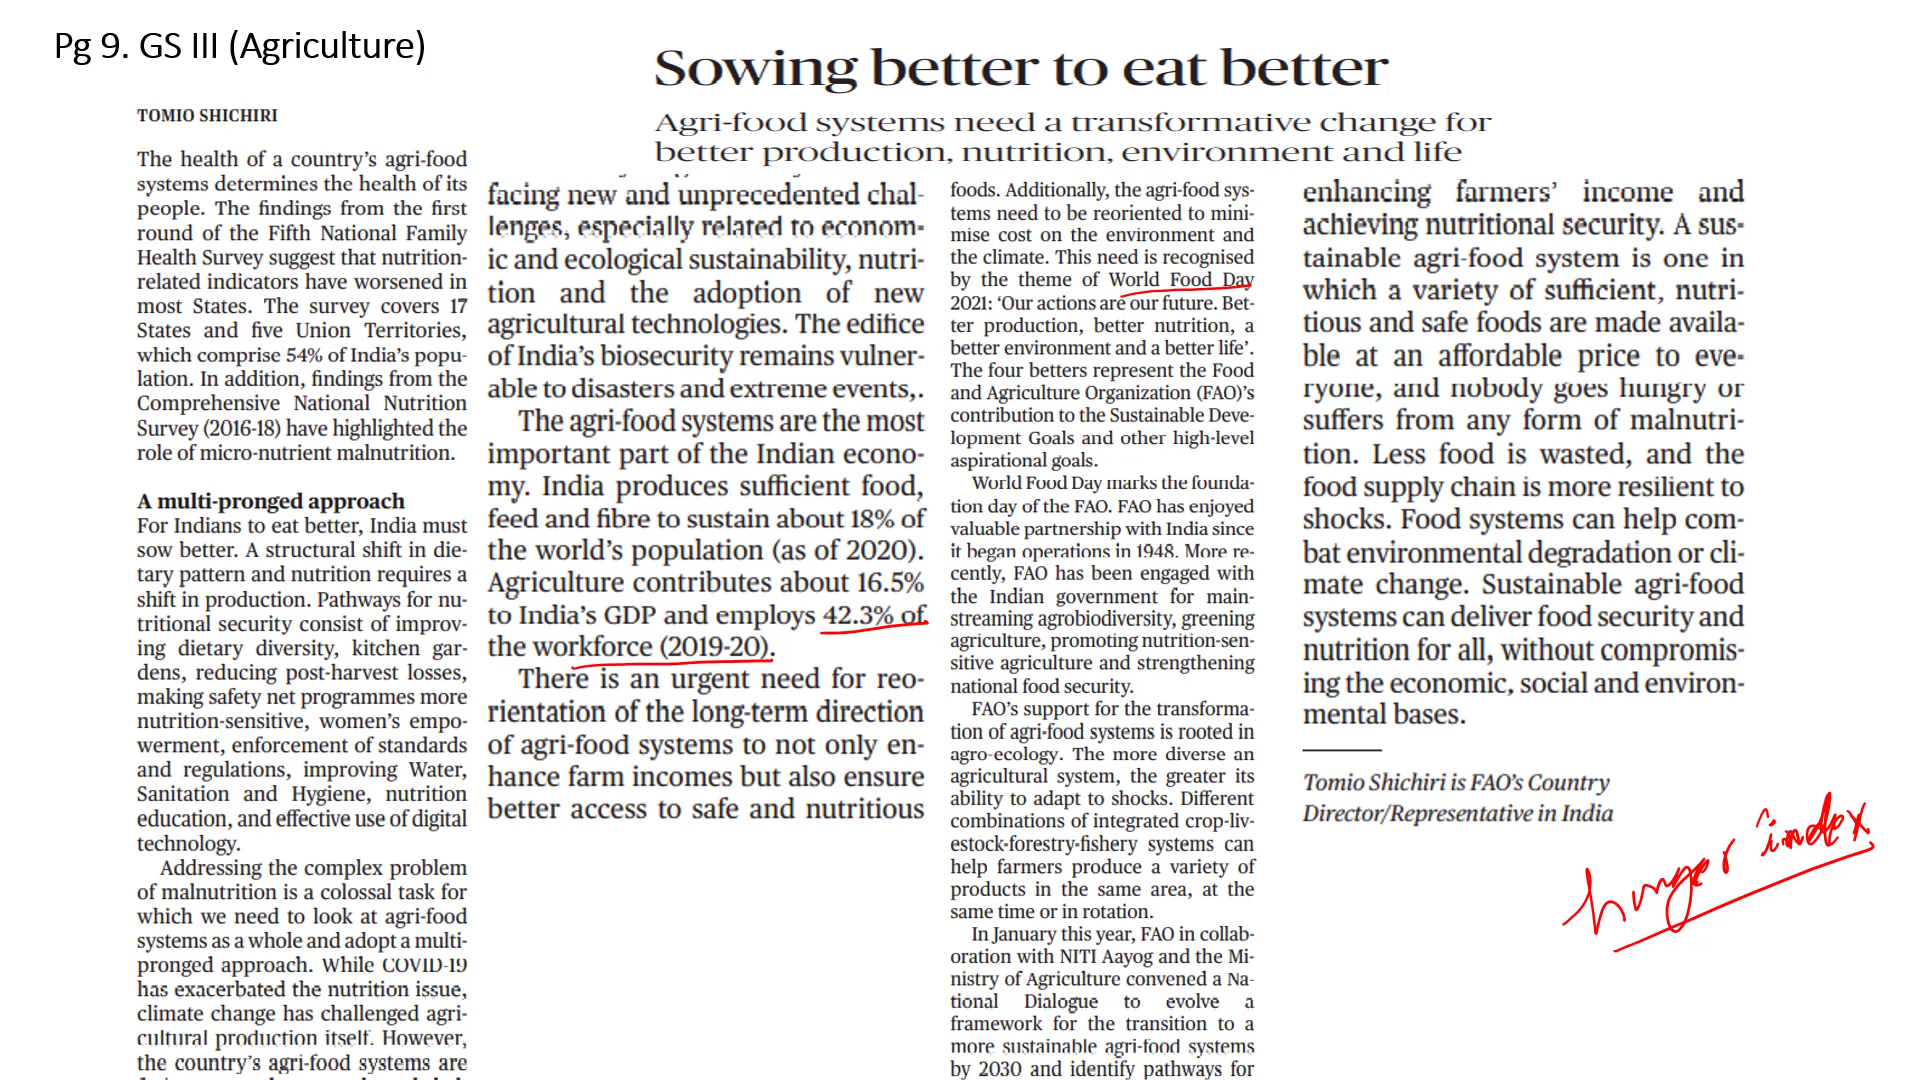 Pg 9. GS III (Agriculture)
Sowing better to eat better
Agri-food systems need a transformative change for
better production, nutrition, environment and life
TOMIO SHICHIRI
The health of a country's agri-food
systems determines the health of its
people. The findings from the first
round of the Fifth National Family
Health Survey suggest that nutrition-
related indicators have worsened in
most States. The survey covers 17
States and five Union Territories,
which comprise 54% of India's popu-
lation. In addition, findings from the
Comprehensive National Nutrition
Survey (2016-18) have highlighted the
role of micro-nutrient malnutrition.
A multi-pronged approach
For Indians to eat better, India must
sow better. A structural shift in die-
tary pattern and nutrition requires a
shift in production. Pathways for nu-
tritional security consist of improv-
ing dietary diversity, kitchen gar-
dens, reducing post-harvest losses,
making safety net programmes more
nutrition-sensitive, women's empo-
werment, enforcement of standards
and regulations, improving Water,
Sanitation and Hygiene, nutrition
education, and effective use of digital
technology.
Addressing the complex problem
of malnutrition is a colossal task for
which we need to look at agri-food
systems as a whole and adopt a multi-
pronged approach. While COVID-19
has exacerbated the nutrition issue,
climate change has challenged agri-
cultural production itself. However,
the country's agri-food systems are
facing new and unprecedented chal-
lenges, especially related to econom-
ic and ecological sustainability, nutri-
tion and the adoption of new
agricultural technologies. The edifice
of India's biosecurity remains vulner-
able to disasters and extreme events,.
The agri-food systems are the most
important part of the Indian econo-
my. India produces sufficient food,
feed and fibre to sustain about 18% of
the world's population (as of 2020).
Agriculture contributes about 16.5%
to India's GDP and employs 42.3% of
the workforce (2019-20).
There is an urgent need for reo-
rientation of the long-term direction
of agri-food systems to not only en-
hance farm incomes but also ensure
better access to safe and nutritious
foods. Additionally, the agri-food sys-
tems need to be reoriented to mini-
mise cost on the environment and
the climate. This need is recognised
by the theme of World Food Day
2021: 'Our actions are our future. Bet-
ter production, better nutrition, a
better environment and a better life'.
The four betters represent the Food
and Agriculture Organization (FAO)'s
contribution to the Sustainable Deve-
lopment Goals and other high-level
aspirational goals.
World Food Day marks the founda-
tion day of the FAO. FAO has enjoyed
valuable partnership with India since
it began operations in 1948. More re-
cently, FAO has been engaged with
the Indian government for main-
streaming agrobiodiversity, greening
agriculture, promoting nutrition-sen-
sitive agriculture and strengthening
national food security.
FAO's support for the transforma-
tion of agri-food systems is rooted in
agro-ecology. The more diverse an
agricultural system, the greater its
ability to adapt to shocks. Different
combinations of integrated crop-liv-
estock-forestry-fishery systems can
help farmers produce a variety of
products in the same area, at the
same time or in rotation.
In January this year, FAO in collab-
oration with NITI Aayog and the Mi-
nistry of Agriculture convened a Na-
tional Dialogue to evolve a
framework for the transition to a
more sustainable agri-food systems
by 2030 and identify pathways for
enhancing farmers' income and
achieving nutritional security. A sus-
tainable agri-food system is one in
which a variety of sufficient, nutri-
tious and safe foods are made availa-
ble at an affordable price to eve-
ryone, and nobody goes hungry or
suffers from any form of malnutri-
tion. Less food is wasted, and the
food supply chain is more resilient to
shocks. Food systems can help com-
bat environmental degradation or cli-
mate change. Sustainable agri-food
systems can deliver food security and
nutrition for all, without compromis-
ing the economic, social and environ-
mental bases.
Tomio Shichiri is FAO's Country
Director/Representative in India
hunger index